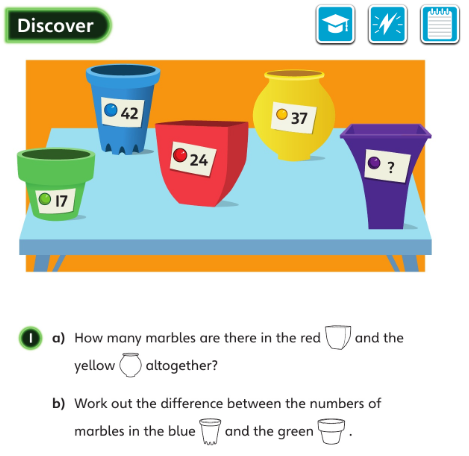 Discover
42
37
24
?
17
1 a) How many marbles are there in the red and the
yellow altogether?
b) Work out the difference between the numbers of
marbles in the blue and the green .